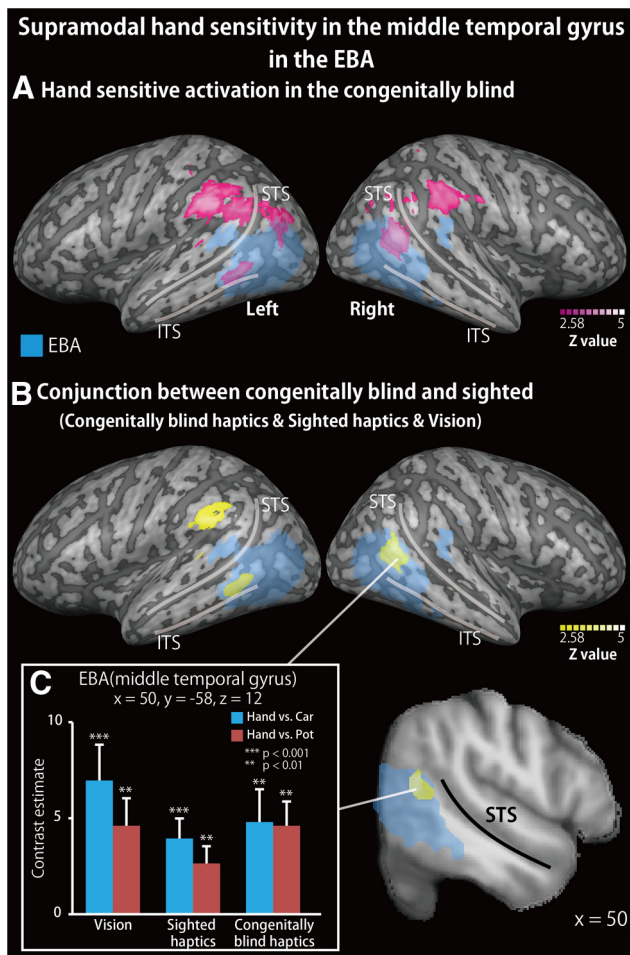 Supramodal hand sensitivity in the middle temporal gyrus
in the EBA
A Hand sensitive activation in the congenitally blind
STS
STS
Left
Right
ITS
ITS
EBA
2.58 5
Z value
B Conjunction between congenitally blind and sighted
(Congenitally blind haptics & Sighted haptics & Vision)
STS
STS
ITS
ITS
2.58 5
Z value
C EBA(middle temporal gyrus)
x = 50, y = -58, z = 12
Hand vs. Car
Hand vs. Pot
*** p < 0.001
** p < 0.01
10
5
0
Contrast estimate
***
**
***
**
**
**
Vision
Sighted
haptics
Congenitally
blind haptics
STS
x = 50